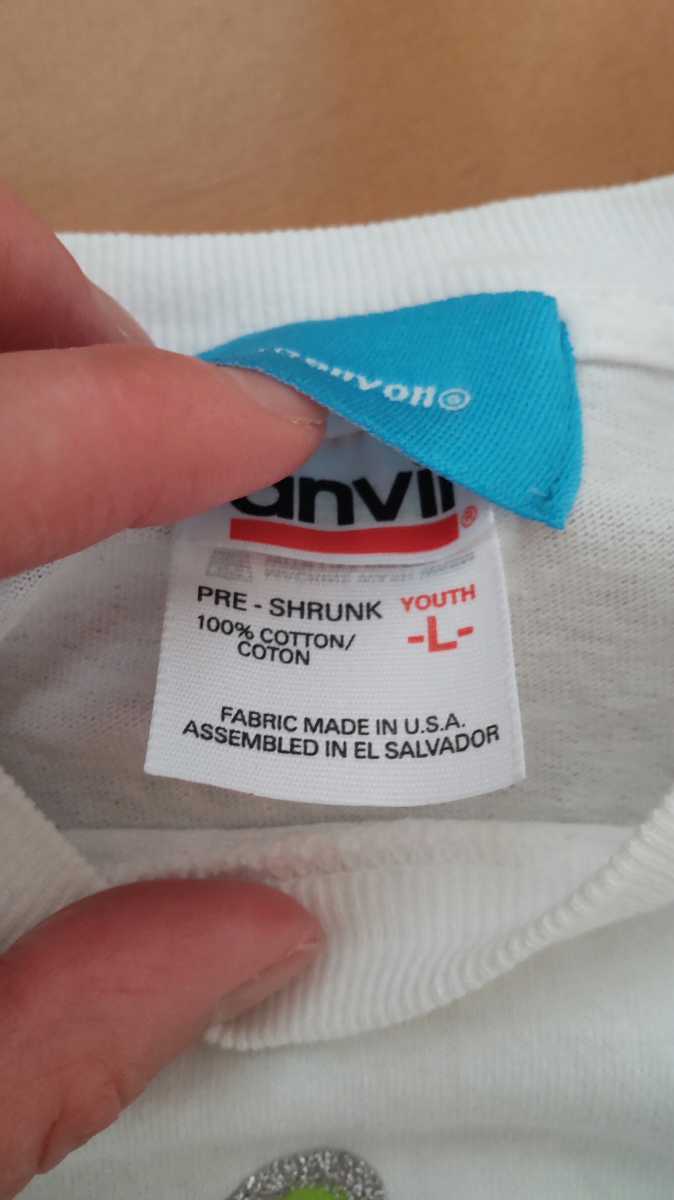 anvil®
PRE - SHRUNK
YOUTH
-L-
100% COTTON/
COTON
FABRIC MADE IN U.S.A.
ASSEMBLED IN EL SALVADOR